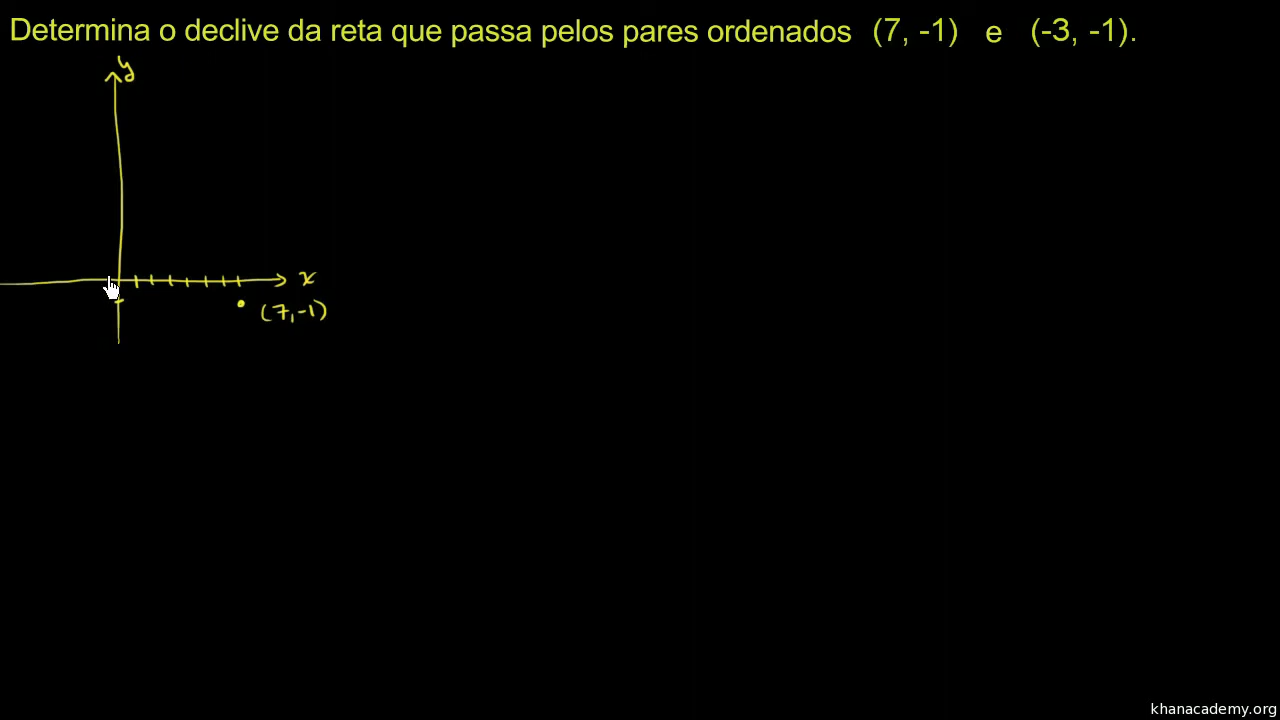 Determina o declive da reta que passa pelos pares ordenados (7, -1) e (-3, -1).
y
x
(7,-1)
khanacademy.org